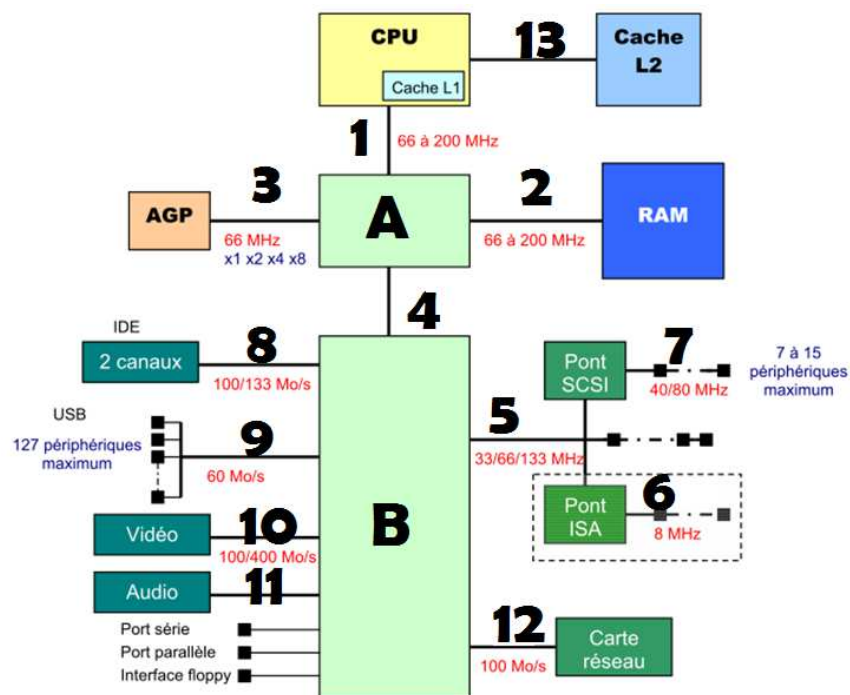 CPU
13
Cache
L2
Cache L1
1
66 à 200 MHz
3
2
AGP
A
RAM
66 MHz
x1 x2 x4 x8
66 à 200 MHz
4
IDE
2 canaux
8
100/133 Mo/s
Pont
SCSI
7
40/80 MHz
7 à 15
périphériques
maximum
USB
127 périphériques
maximum
9
60 Mo/s
5
33/66/133 MHz
B
Pont
ISA
6
8 MHz
Vidéo
10
100/400 Mo/s
Audio
11
Port série
Port parallèle
Interface floppy
12
100 Mo/s
Carte
réseau